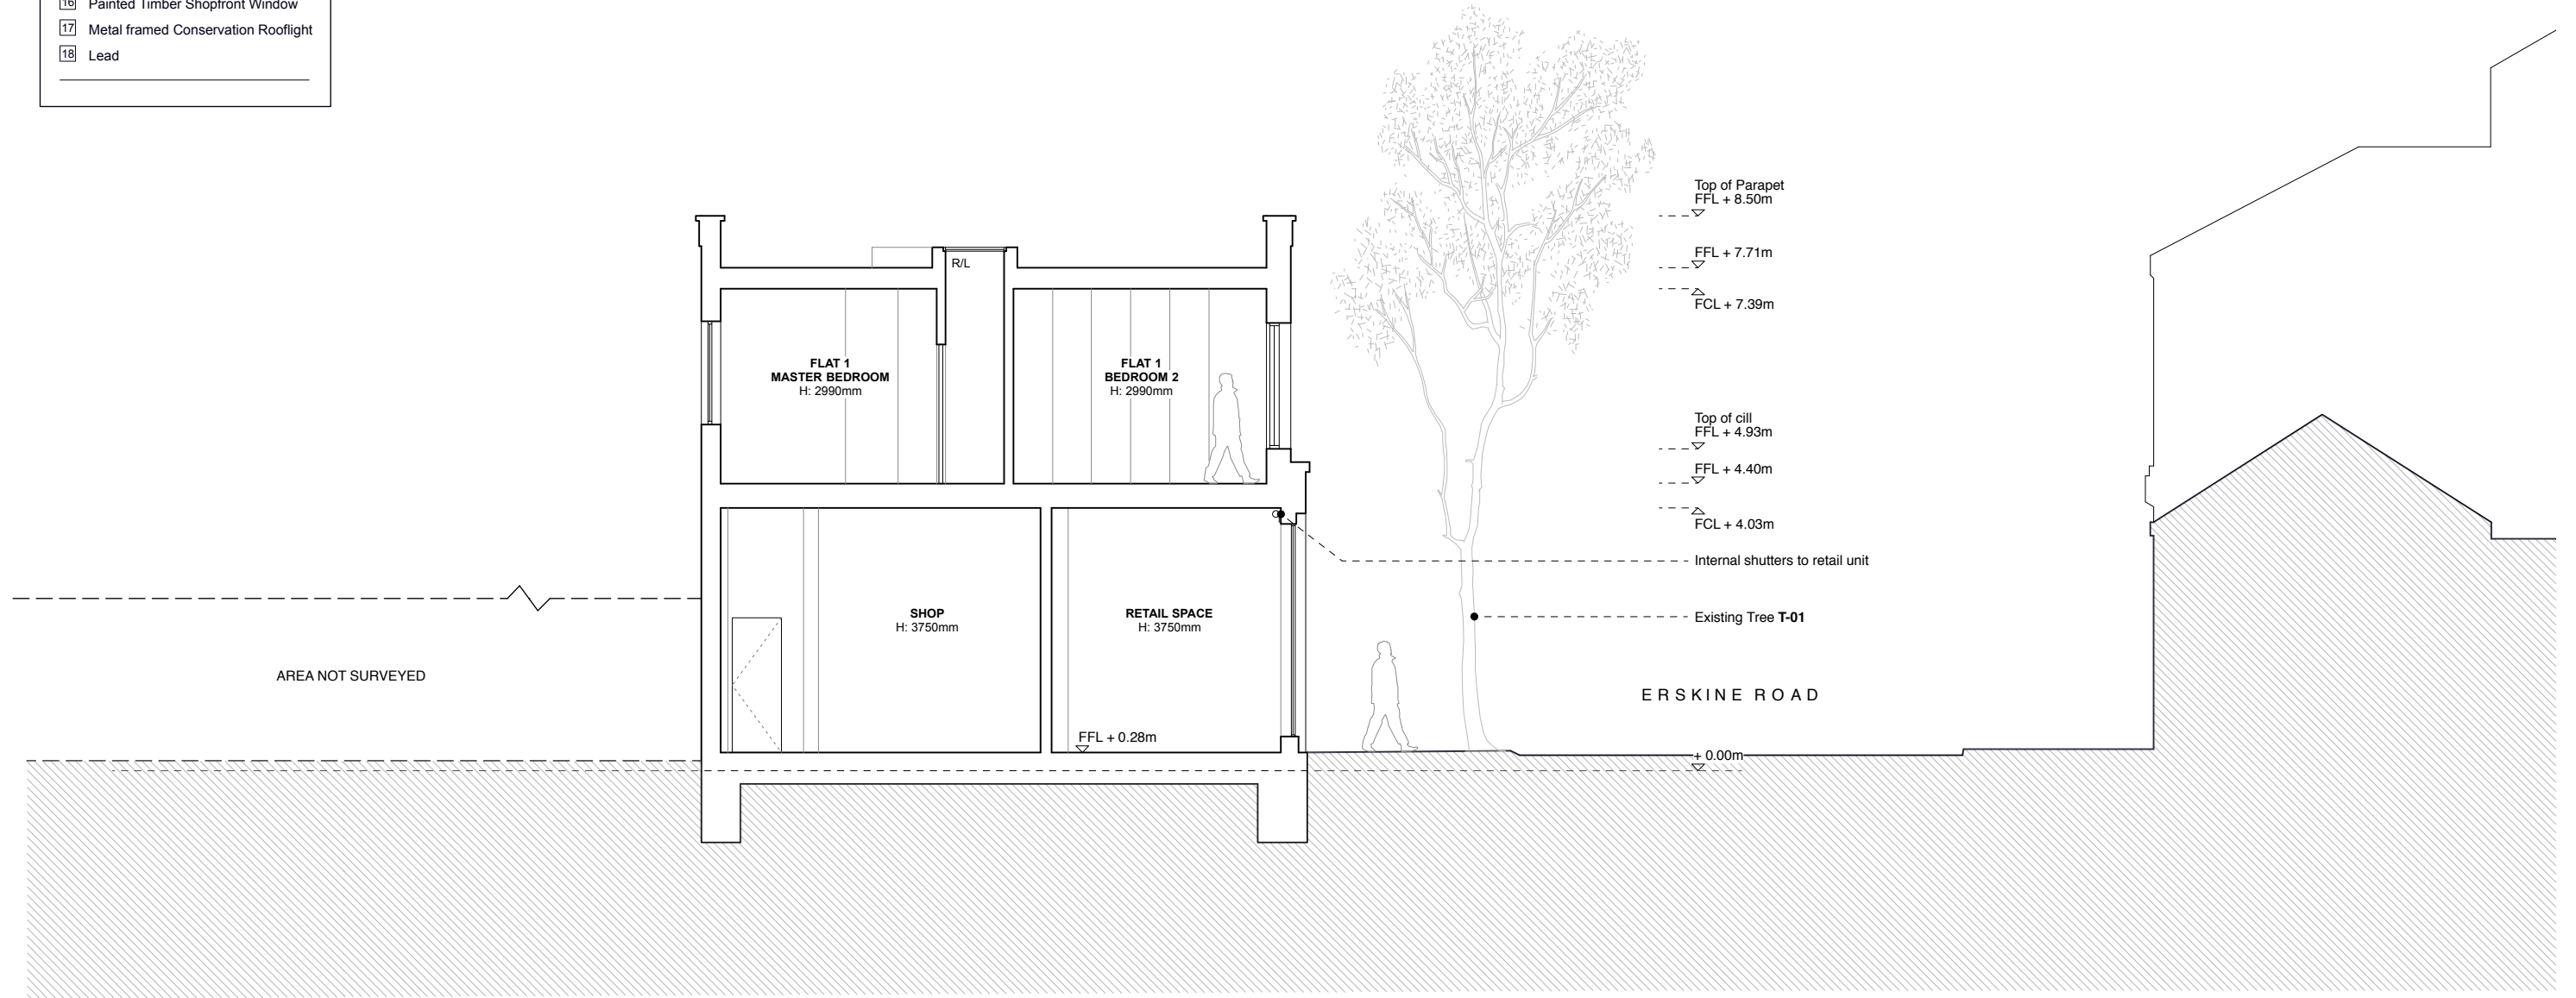 16 Painted Timber Shopfront Window
17 Metal framed Conservation Rooflight
18 Lead
Top of Parapet
FFL + 8.50m
FFL + 7.71m
R/L
FCL + 7.39m
FLAT 1
MASTER BEDROOM
H: 2990mm
FLAT 1
BEDROOM 2
H: 2990mm
Top of cill
FFL + 4.93m
FFL + 4.40m
FCL + 4.03m
Internal shutters to retail unit
SHOP
H: 3750mm
RETAIL SPACE
H: 3750mm
Existing Tree T-01
AREA NOT SURVEYED
ERSKINE ROAD
FFL + 0.28m
+ 0.00m